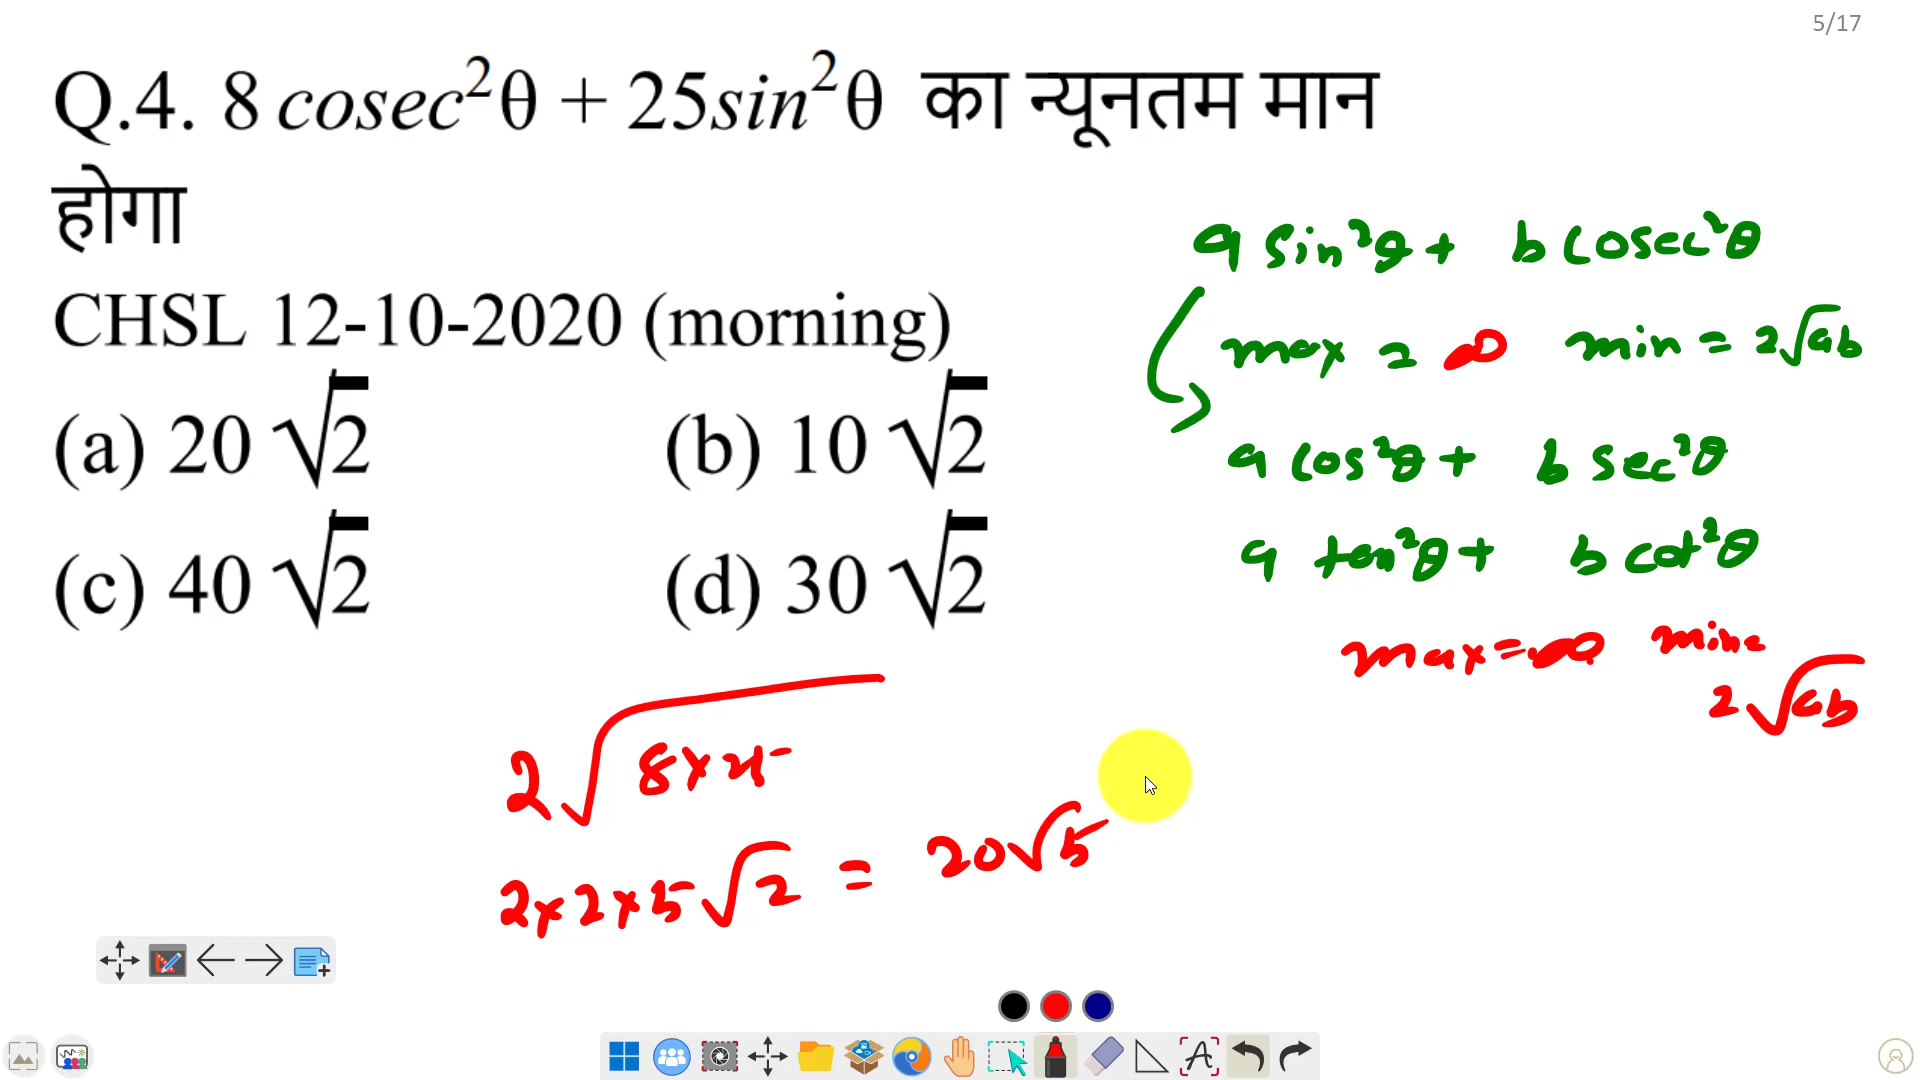 5/17
Q.4. 8 cosec²θ + 25sin²θ का न्यूनतम मान
होगा
CHSL 12-10-2020 (morning)
(a) 20 √2 (b) 10 √2
(c) 40 √2 (d) 30 √2
a sin²θ + b cosec²θ
max = ∞ min = 2√ab
a cos²θ + b sec²θ
a tan²θ + b cot²θ
max = ∞ min =
2√ab
2√8×25
2×2×5√2 = 20√5